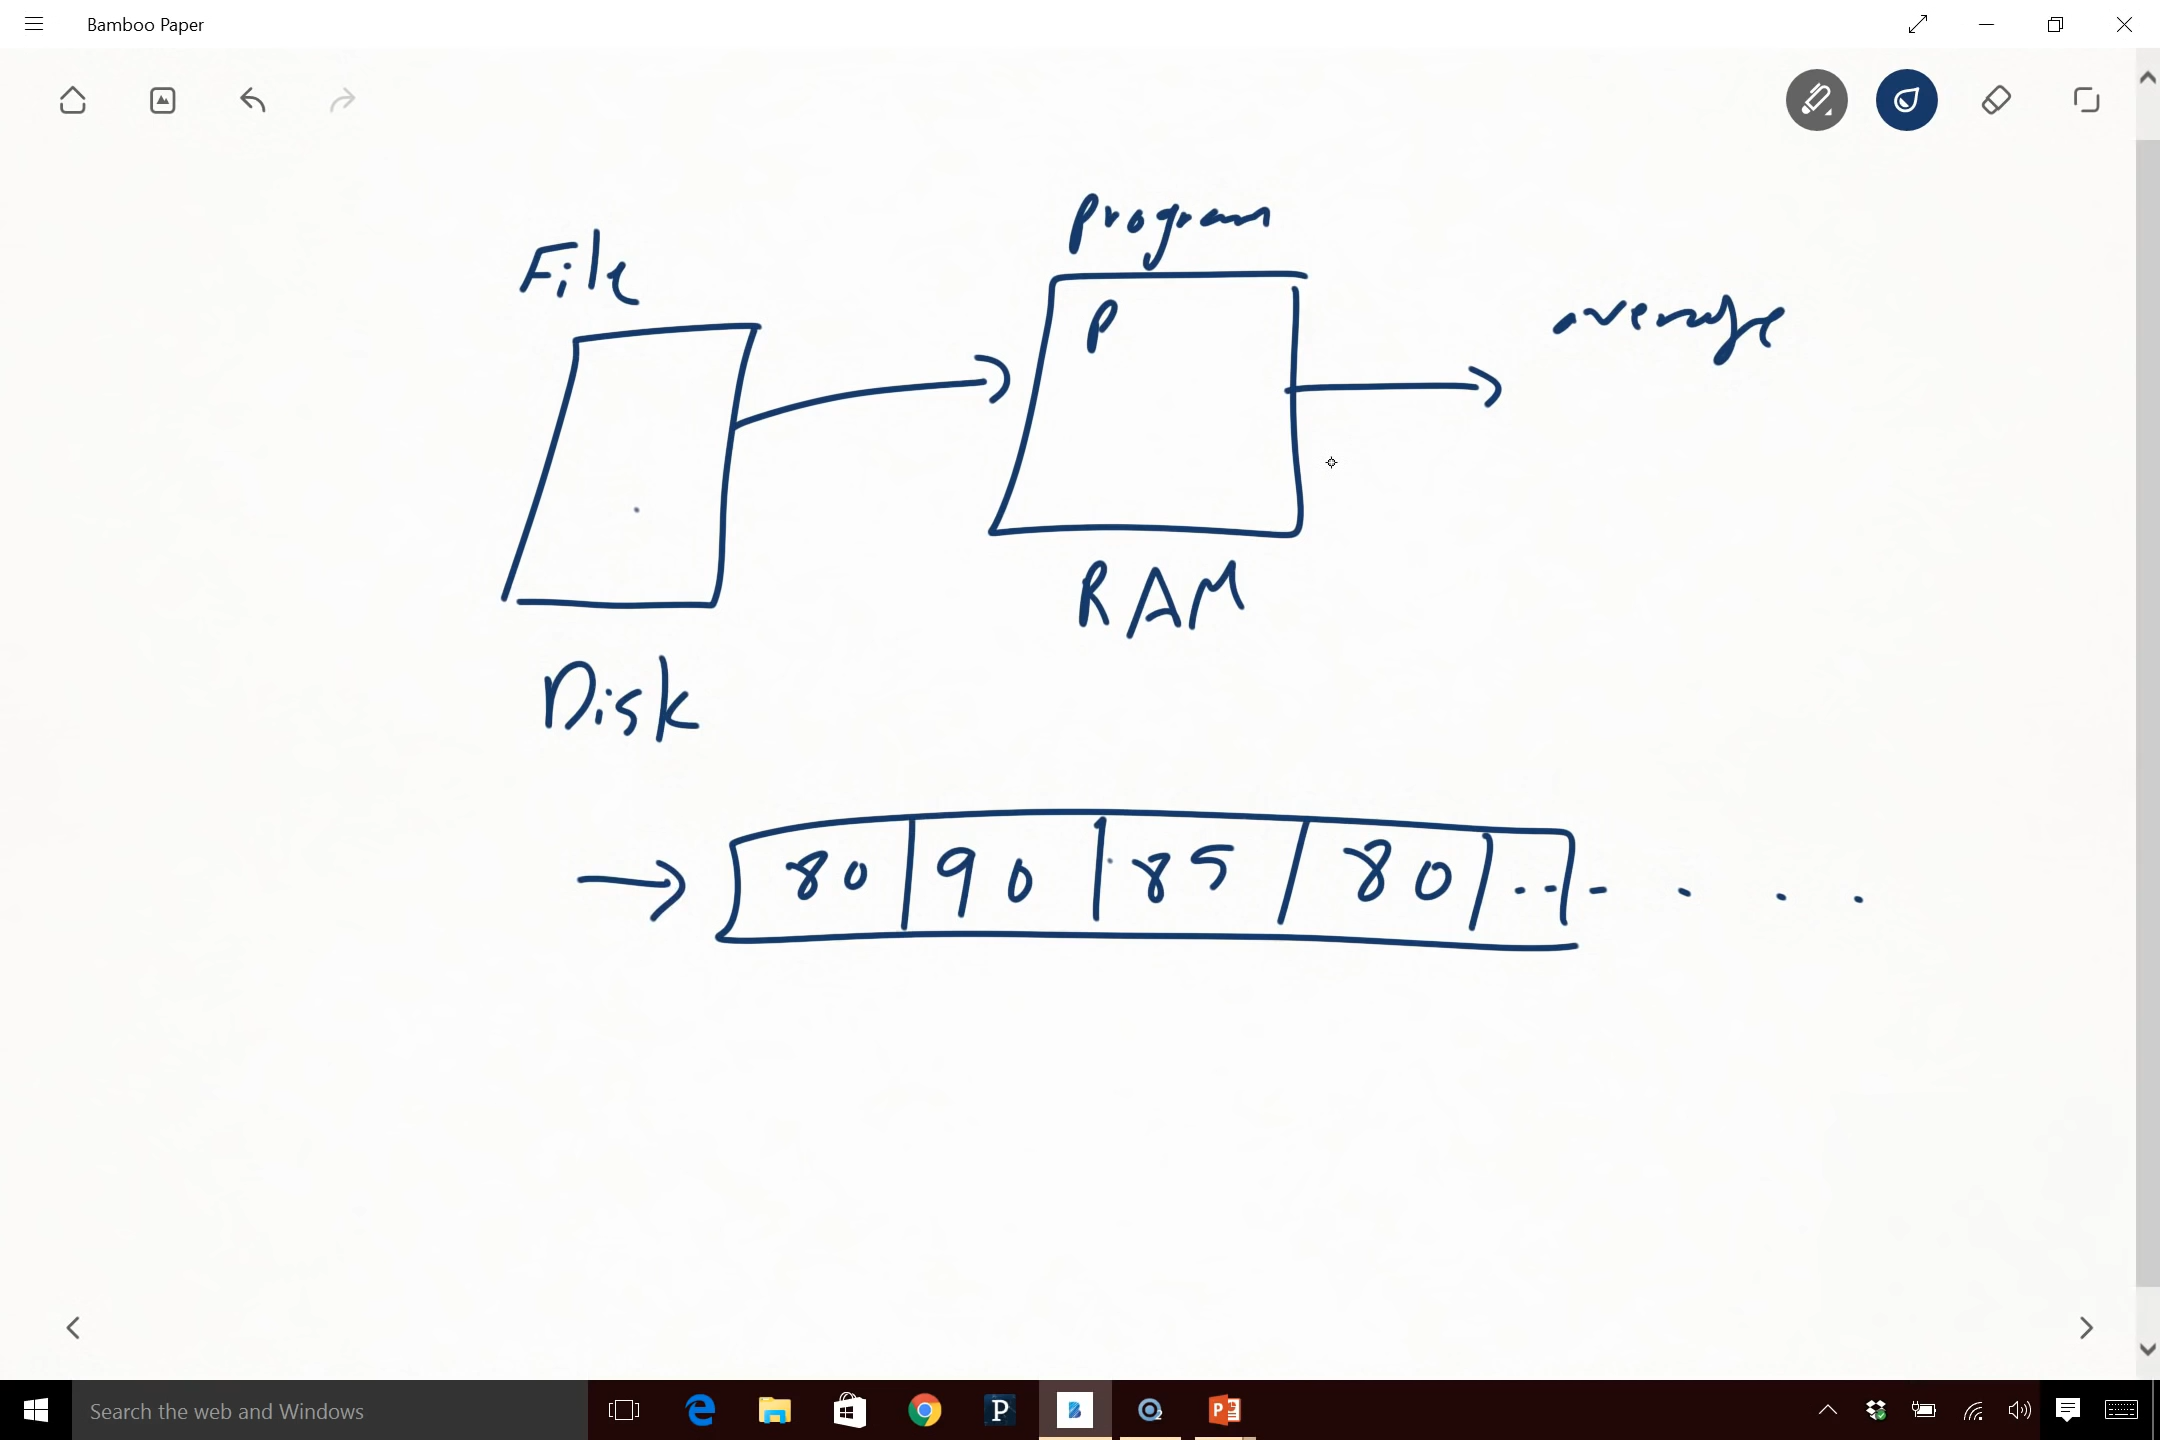 Bamboo Paper
Program
File
P
average
RAM
Disk
80 90 85 80 ... . . . .
Search the web and Windows